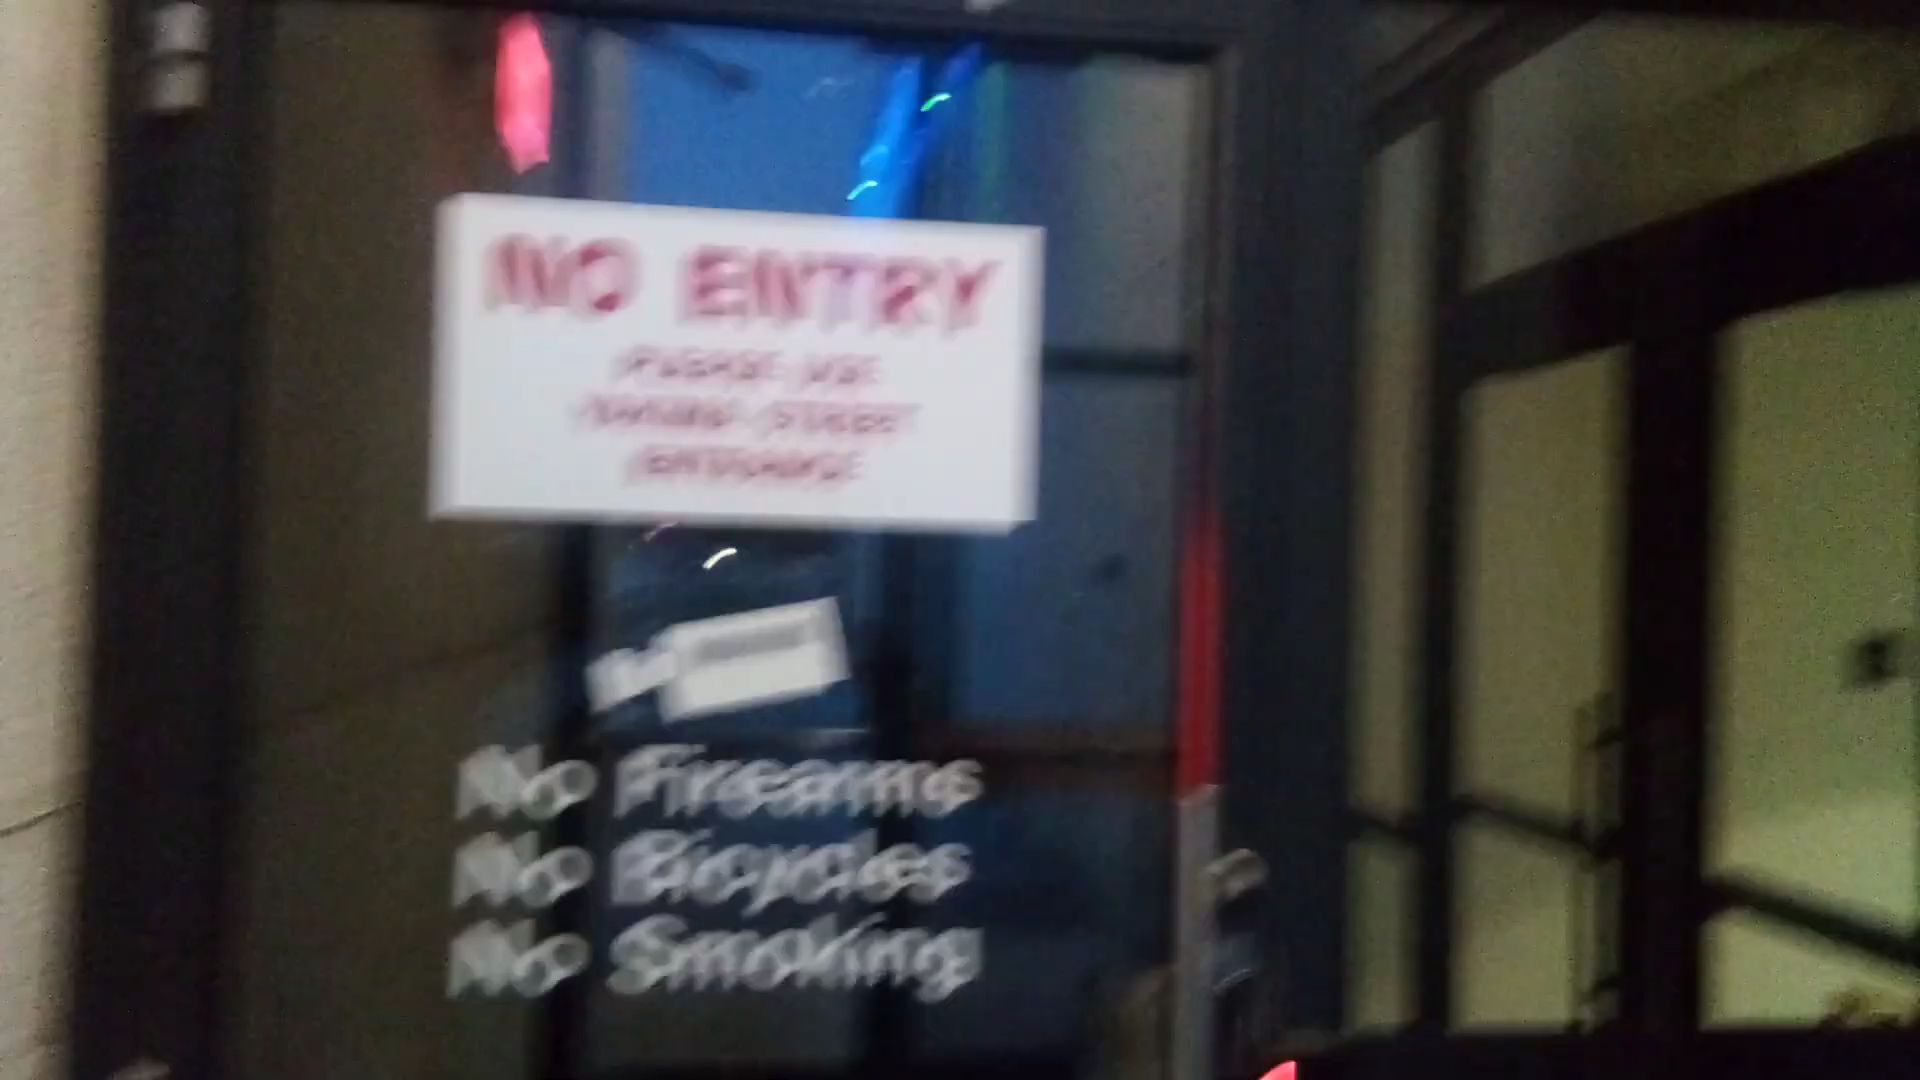 NO ENTRY
PLEASE USE
STREET
ENTRANCE
No Firearms
No Bicycles
No Smoking